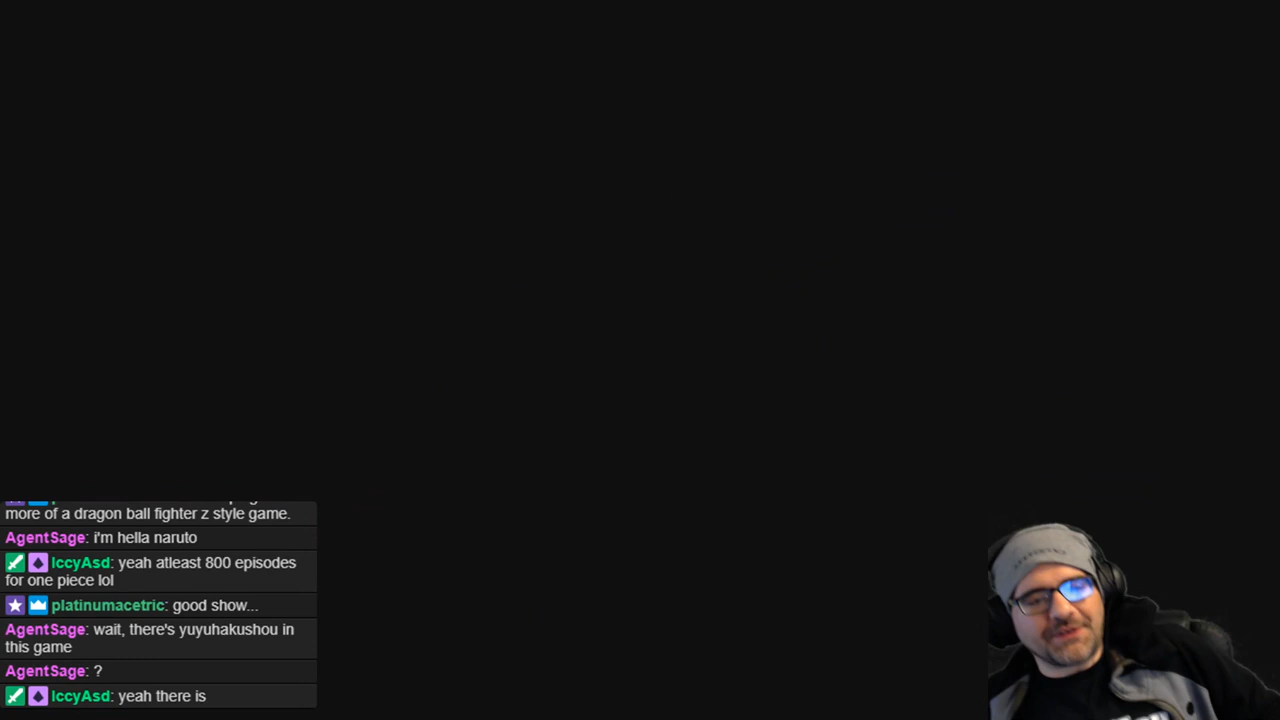 more of a dragon ball fighter z style game.
AgentSage: i'm hella naruto
IccyAsd: yeah atleast 800 episodes
for one piece lol
platinumacetric: good show...
AgentSage: wait, there's yuyuhakushou in
this game
AgentSage: ?
IccyAsd: yeah there is